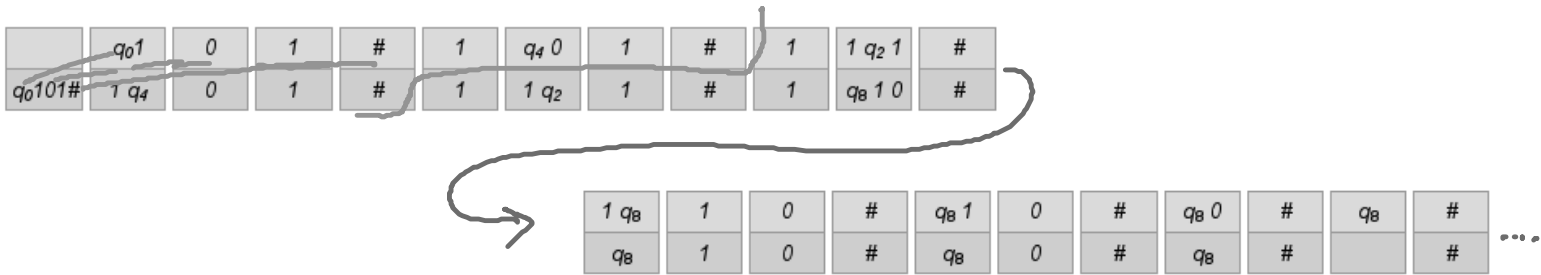 q₀1 0 1 # 1 q₄ 0 1 # 1 1 q₂ 1 #
q₀101# 1 q₄ 0 1 # 1 1 q₂ 1 # 1 q₈ 1 0 #
1 q₈ 1 0 # q₈ 1 0 # q₈ 0 # q₈ #
q₈ 1 0 # q₈ 0 # q₈ # #